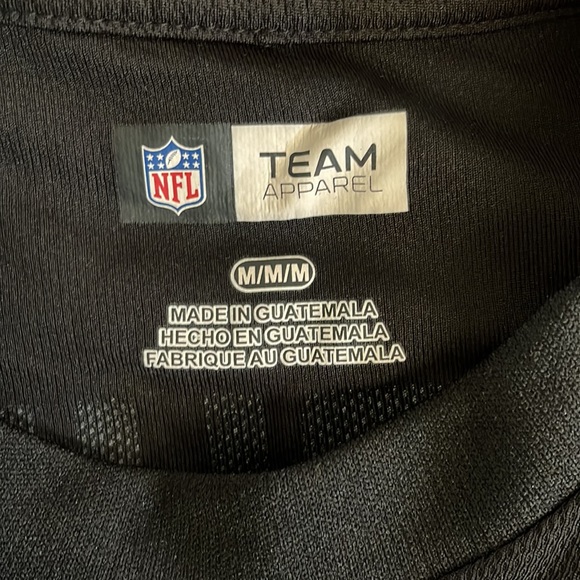 NFL
TEAM
APPAREL
M/M/M
MADE IN GUATEMALA
HECHO EN GUATEMALA
FABRIQUE AU GUATEMALA